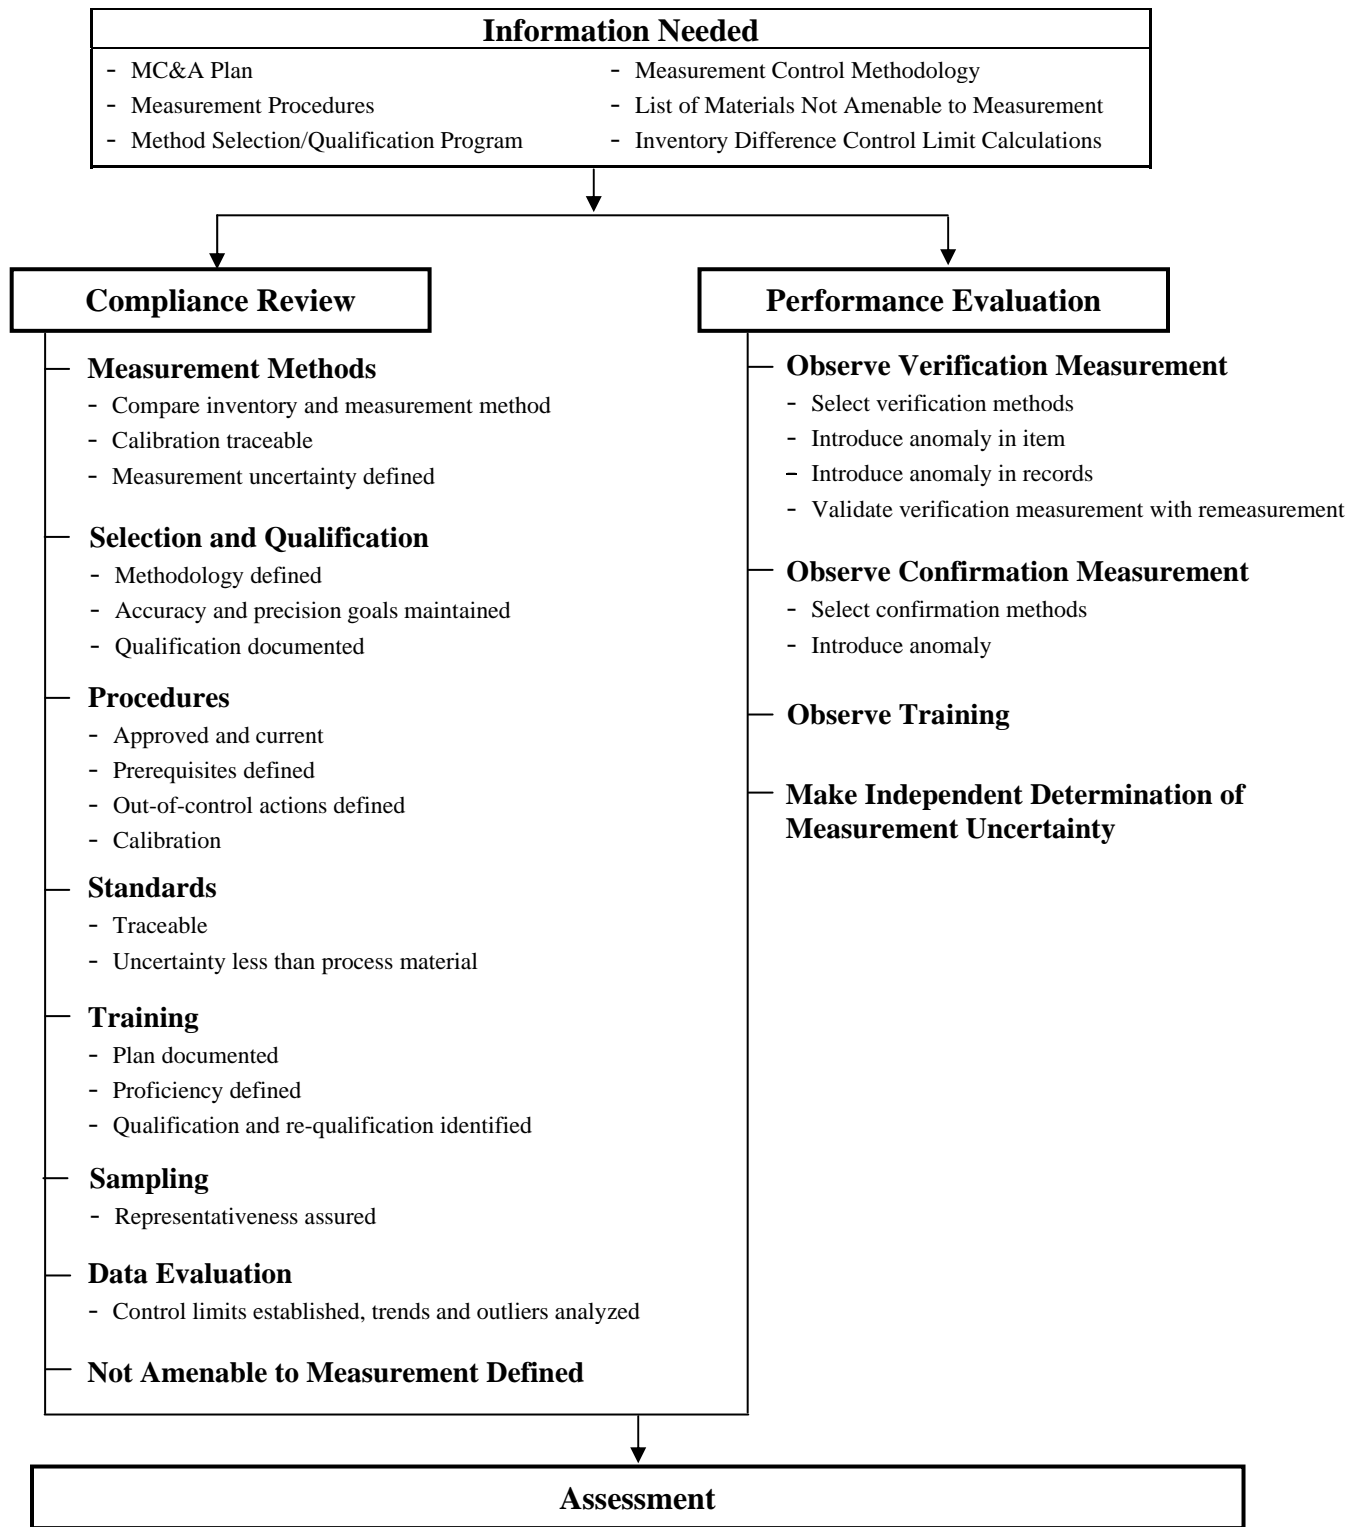 Information Needed
- MC&A Plan
- Measurement Procedures
- Method Selection/Qualification Program
- Measurement Control Methodology
- List of Materials Not Amenable to Measurement
- Inventory Difference Control Limit Calculations
Compliance Review
Measurement Methods
- Compare inventory and measurement method
- Calibration traceable
- Measurement uncertainty defined
Selection and Qualification
- Methodology defined
- Accuracy and precision goals maintained
- Qualification documented
Procedures
- Approved and current
- Prerequisites defined
- Out-of-control actions defined
- Calibration
Standards
- Traceable
- Uncertainty less than process material
Training
- Plan documented
- Proficiency defined
- Qualification and re-qualification identified
Sampling
- Representativeness assured
Data Evaluation
- Control limits established, trends and outliers analyzed
Not Amenable to Measurement Defined
Performance Evaluation
Observe Verification Measurement
- Select verification methods
- Introduce anomaly in item
- Introduce anomaly in records
- Validate verification measurement with remeasurement
Observe Confirmation Measurement
- Select confirmation methods
- Introduce anomaly
Observe Training
Make Independent Determination of
Measurement Uncertainty
Assessment